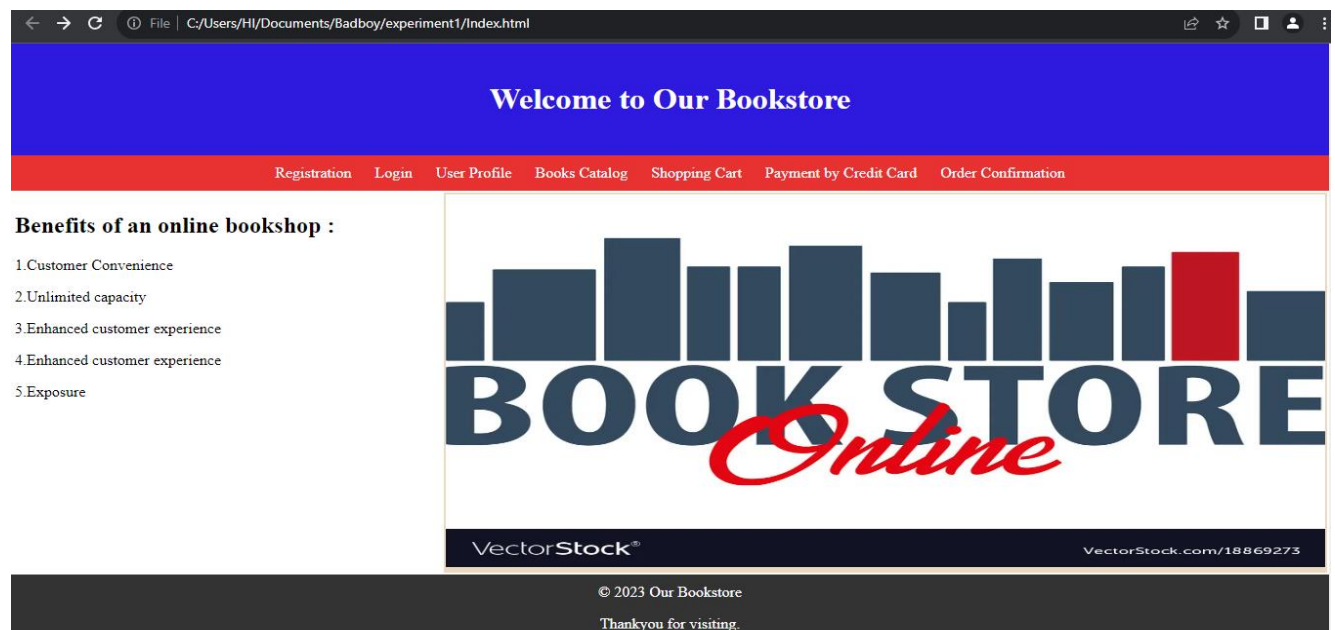 File | C:/Users/HI/Documents/Badboy/experiment1/Index.html
Welcome to Our Bookstore
Registration Login User Profile Books Catalog Shopping Cart Payment by Credit Card Order Confirmation
Benefits of an online bookshop :
1.Customer Convenience
2.Unlimited capacity
3.Enhanced customer experience
4.Enhanced customer experience
5.Exposure
BOOK STORE
Online
VectorStock® VectorStock.com/18869273
© 2023 Our Bookstore
Thankyou for visiting.